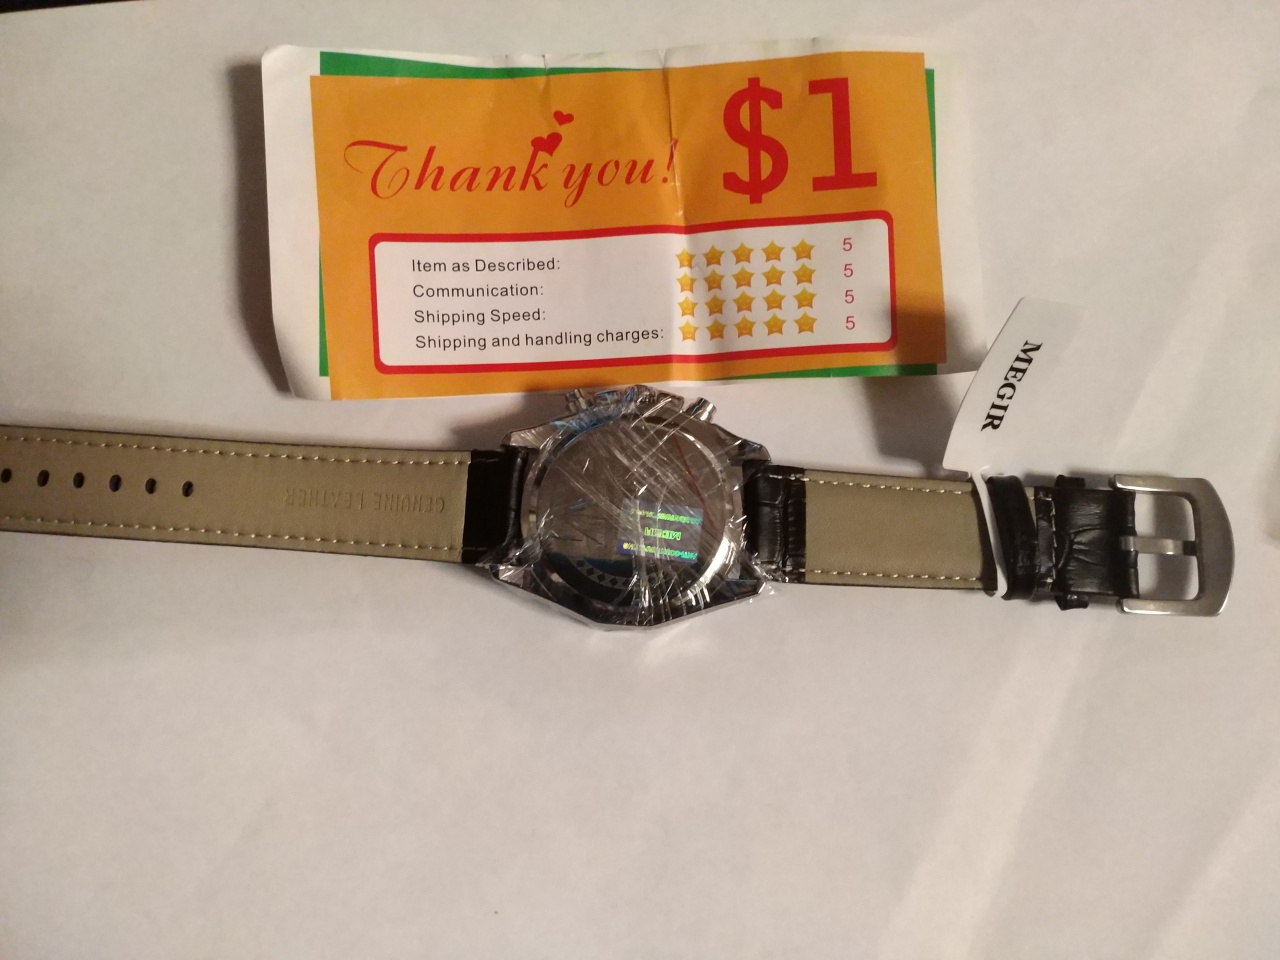 Thank you!
$1
Item as Described: 5
Communication: 5
Shipping Speed: 5
Shipping and handling charges: 5
MEGIR
GENUINE LEATHER